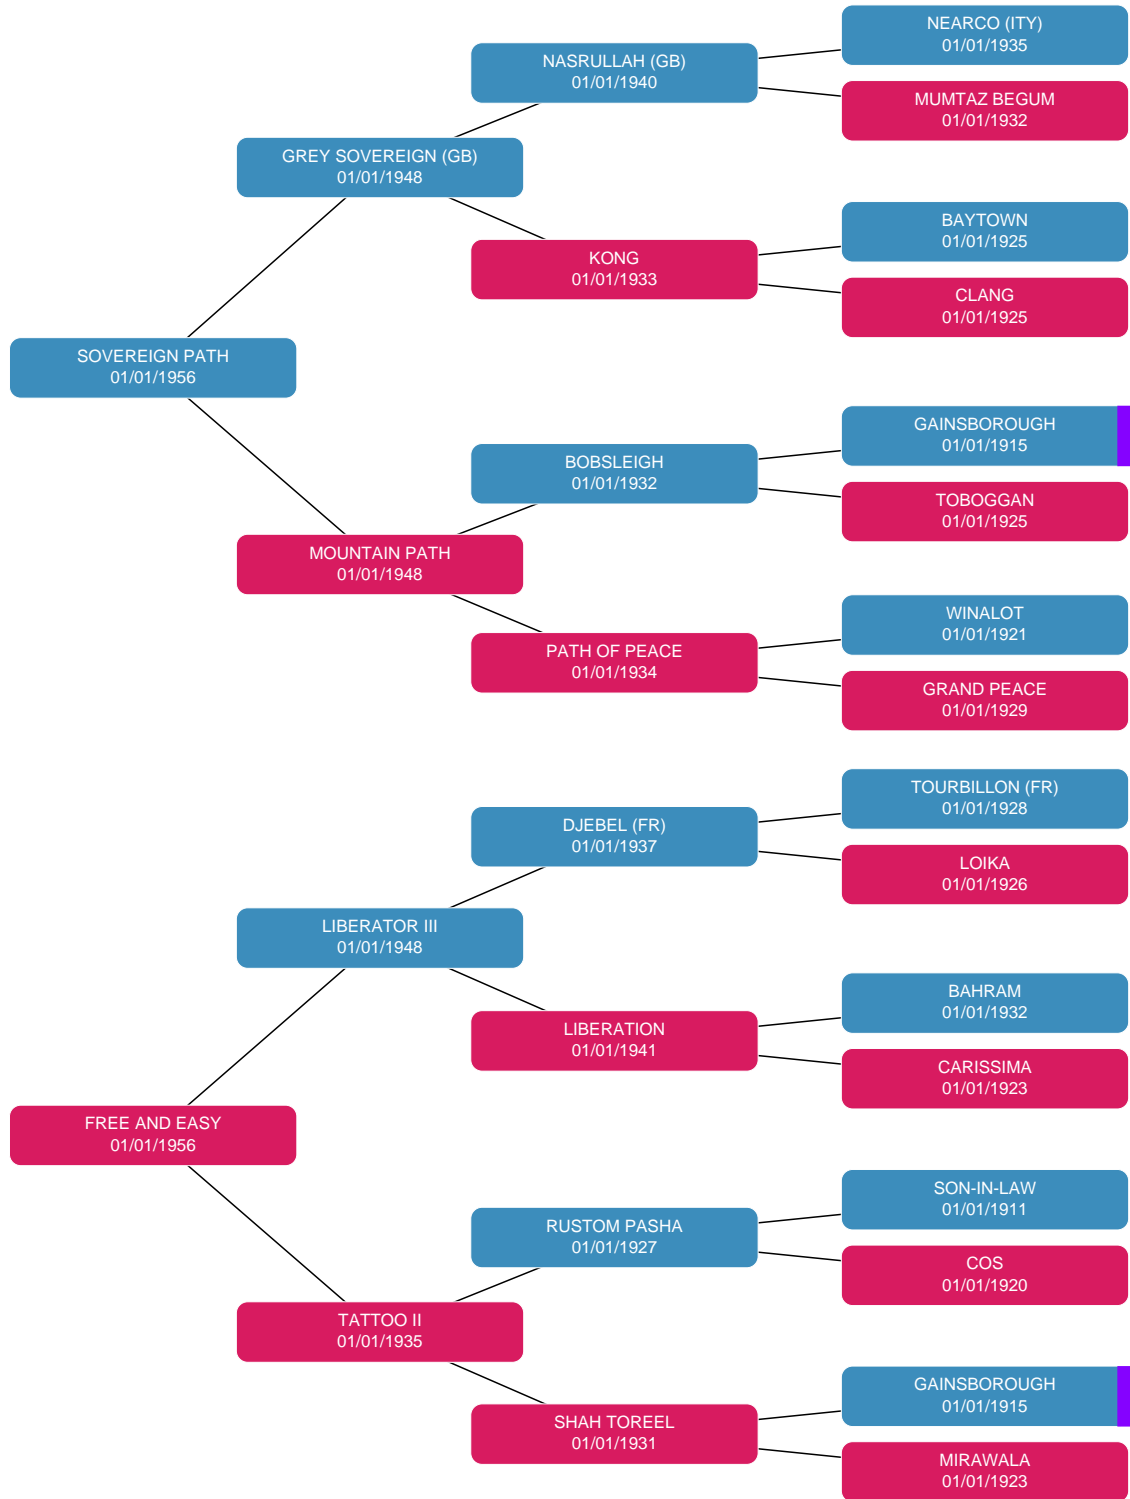 NEARCO (ITY)
01/01/1935
NASRULLAH (GB)
01/01/1940
MUMTAZ BEGUM
01/01/1932
GREY SOVEREIGN (GB)
01/01/1948
BAYTOWN
01/01/1925
KONG
01/01/1933
CLANG
01/01/1925
SOVEREIGN PATH
01/01/1956
GAINSBOROUGH
01/01/1915
BOBSLEIGH
01/01/1932
TOBOGGAN
01/01/1925
MOUNTAIN PATH
01/01/1948
WINALOT
01/01/1921
PATH OF PEACE
01/01/1934
GRAND PEACE
01/01/1929
TOURBILLON (FR)
01/01/1928
DJEBEL (FR)
01/01/1937
LOIKA
01/01/1926
LIBERATOR III
01/01/1948
BAHRAM
01/01/1932
LIBERATION
01/01/1941
CARISSIMA
01/01/1923
FREE AND EASY
01/01/1956
SON-IN-LAW
01/01/1911
RUSTOM PASHA
01/01/1927
COS
01/01/1920
TATTOO II
01/01/1935
GAINSBOROUGH
01/01/1915
SHAH TOREEL
01/01/1931
MIRAWALA
01/01/1923